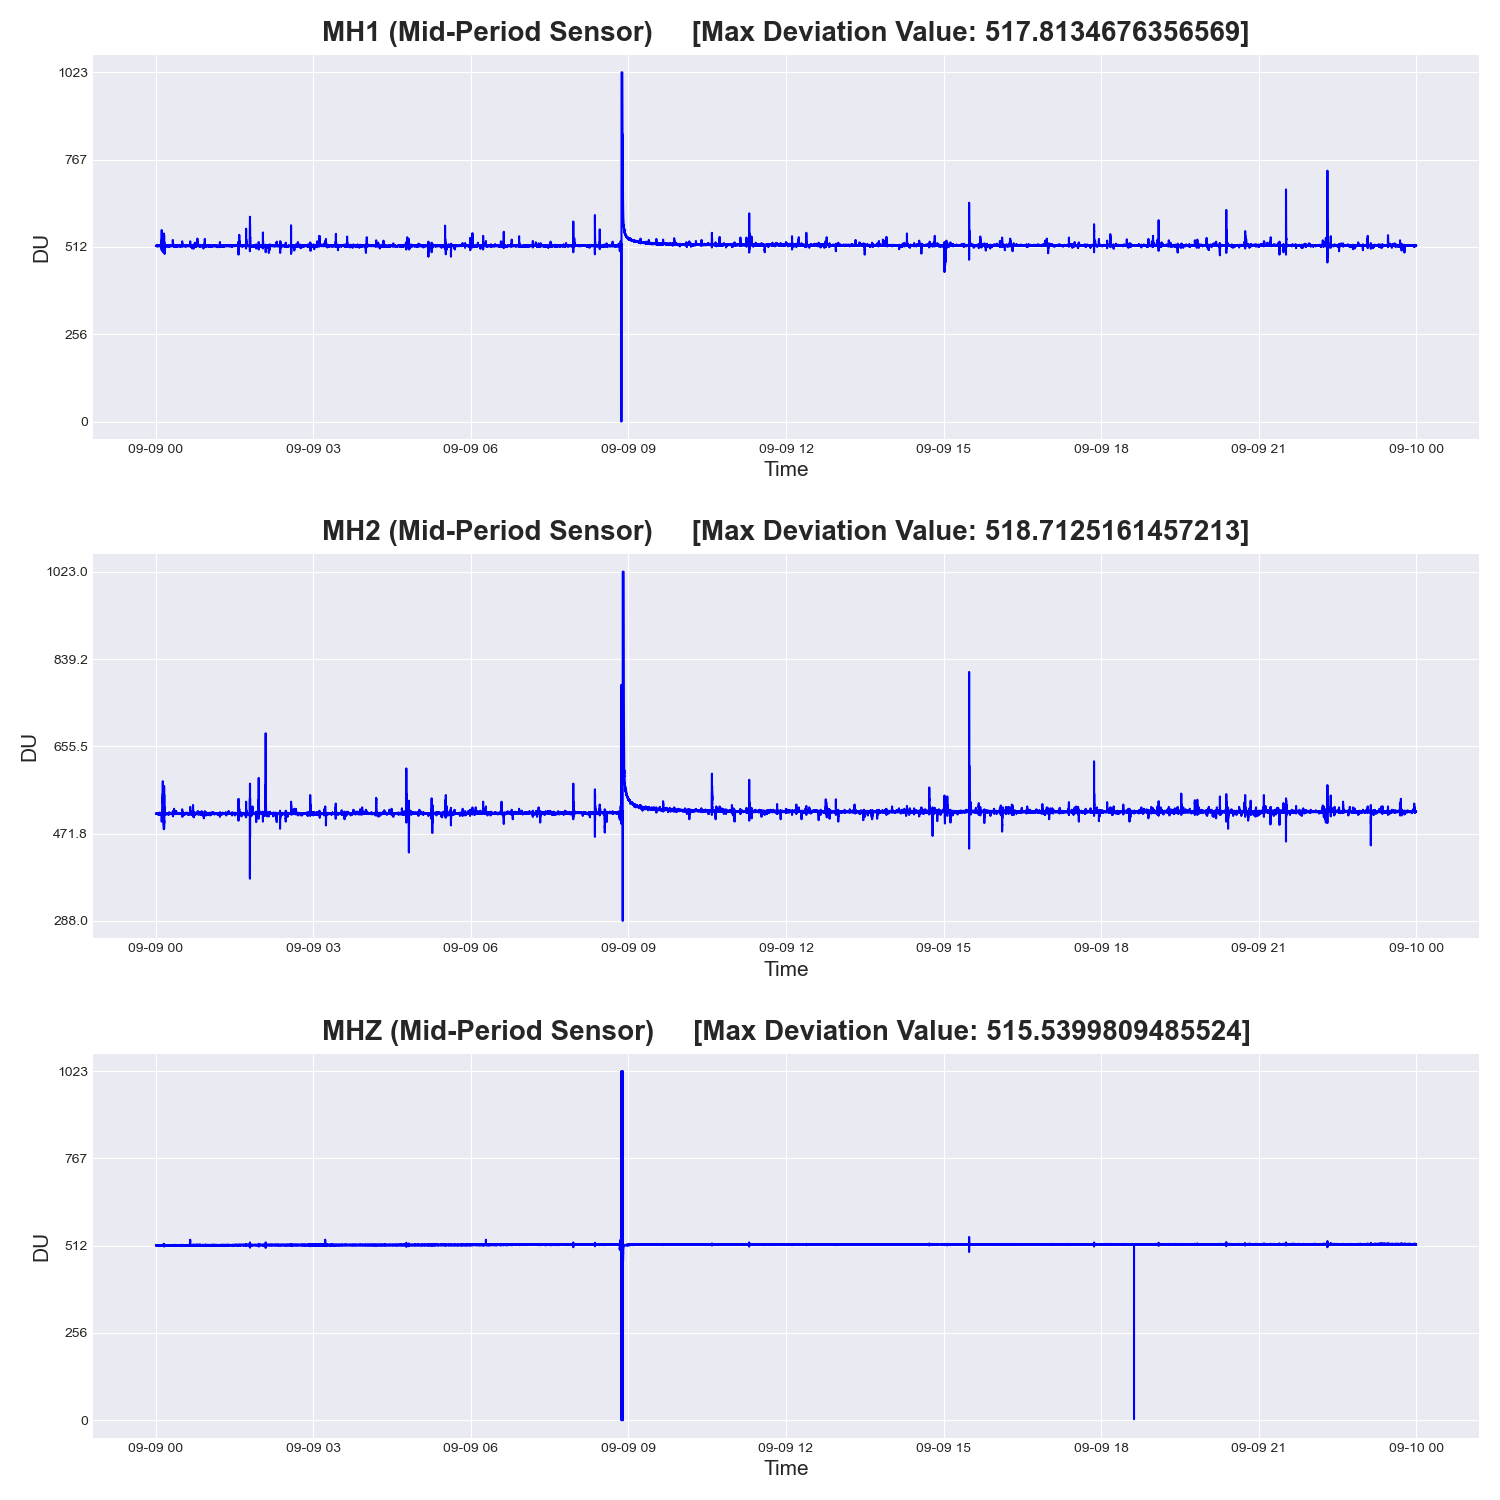 MH1 (Mid-Period Sensor) [Max Deviation Value: 517.8134676356569]
1023
767
512
256
0
DU
09-09 00 09-09 03 09-09 06 09-09 09 09-09 12 09-09 15 09-09 18 09-09 21 09-10 00
Time
MH2 (Mid-Period Sensor) [Max Deviation Value: 518.7125161457213]
1023.0
839.2
655.5
471.8
288.0
DU
09-09 00 09-09 03 09-09 06 09-09 09 09-09 12 09-09 15 09-09 18 09-09 21 09-10 00
Time
MHZ (Mid-Period Sensor) [Max Deviation Value: 515.5399809485524]
1023
767
512
256
0
DU
09-09 00 09-09 03 09-09 06 09-09 09 09-09 12 09-09 15 09-09 18 09-09 21 09-10 00
Time